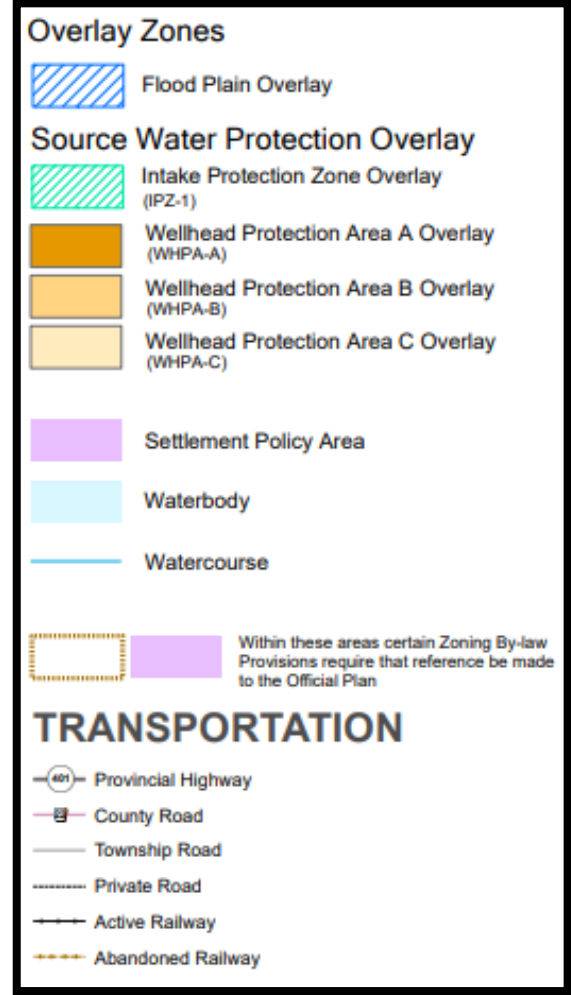 Overlay Zones
Flood Plain Overlay
Source Water Protection Overlay
Intake Protection Zone Overlay
(IPZ-1)
Wellhead Protection Area A Overlay
(WHPA-A)
Wellhead Protection Area B Overlay
(WHPA-B)
Wellhead Protection Area C Overlay
(WHPA-C)
Settlement Policy Area
Waterbody
Watercourse
Within these areas certain Zoning By-law
Provisions require that reference be made
to the Official Plan
TRANSPORTATION
401 Provincial Highway
County Road
Township Road
Private Road
Active Railway
Abandoned Railway